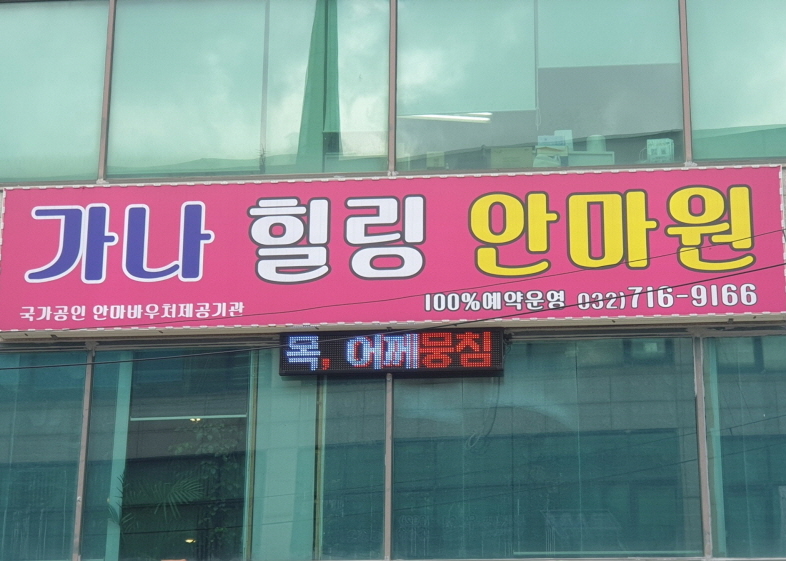 가나 힐링 안마원
국가공인 안마바우처제공기관
100%예약운영 032)716-9166
목, 어깨뭉침